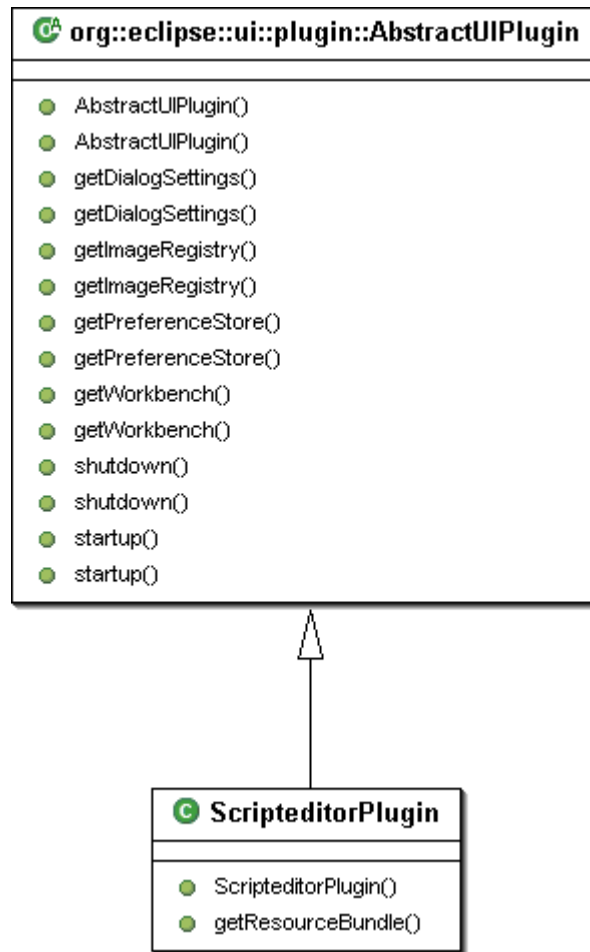 org::eclipse::ui::plugin::AbstractUIPlugin
AbstractUIPlugin()
AbstractUIPlugin()
getDialogSettings()
getDialogSettings()
getImageRegistry()
getImageRegistry()
getPreferenceStore()
getPreferenceStore()
getWorkbench()
getWorkbench()
shutdown()
shutdown()
startup()
startup()
ScripteditorPlugin
ScripteditorPlugin()
getResourceBundle()